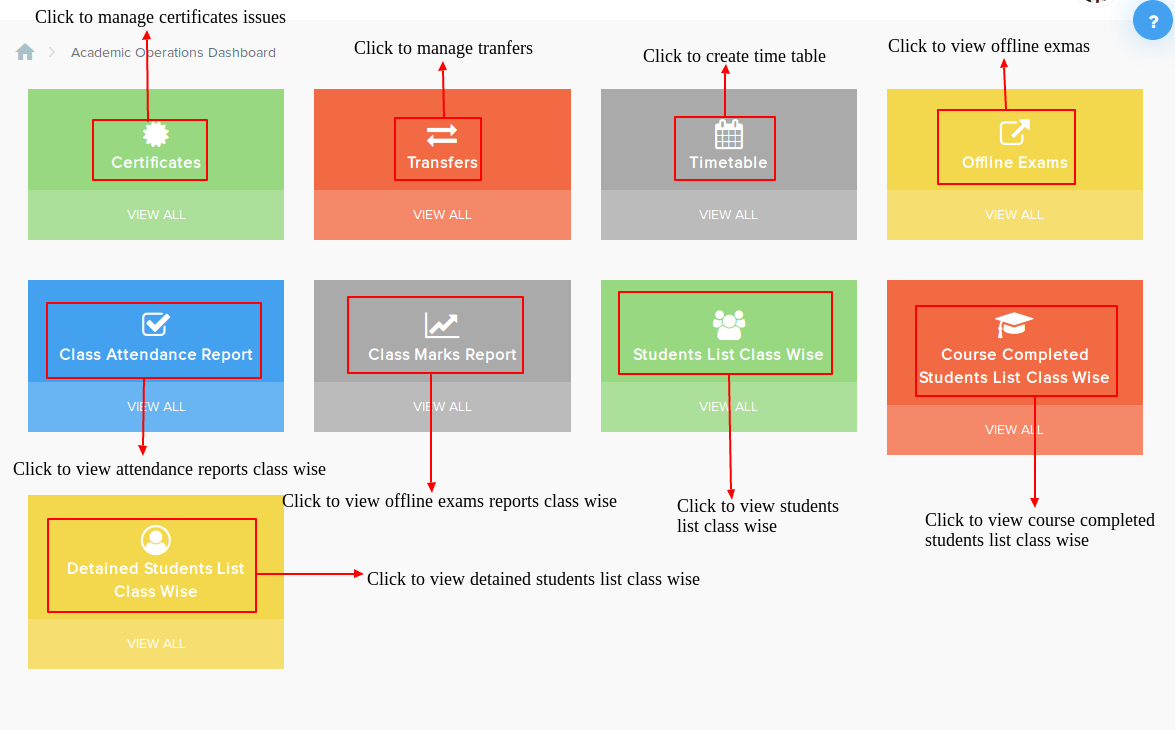 Click to manage certificates issues
?
Academic Operations Dashboard
Click to manage tranfers
Click to create time table
Click to view offline exmas
Certificates
VIEW ALL
Transfers
VIEW ALL
Timetable
VIEW ALL
Offline Exams
VIEW ALL
Class Attendance Report
VIEW ALL
Class Marks Report
VIEW ALL
Students List Class Wise
VIEW ALL
Course Completed
Students List Class Wise
VIEW ALL
Click to view attendance reports class wise
Click to view offline exams reports class wise
Click to view students
list class wise
Click to view course completed
students list class wise
Detained Students List
Class Wise
VIEW ALL
Click to view detained students list class wise